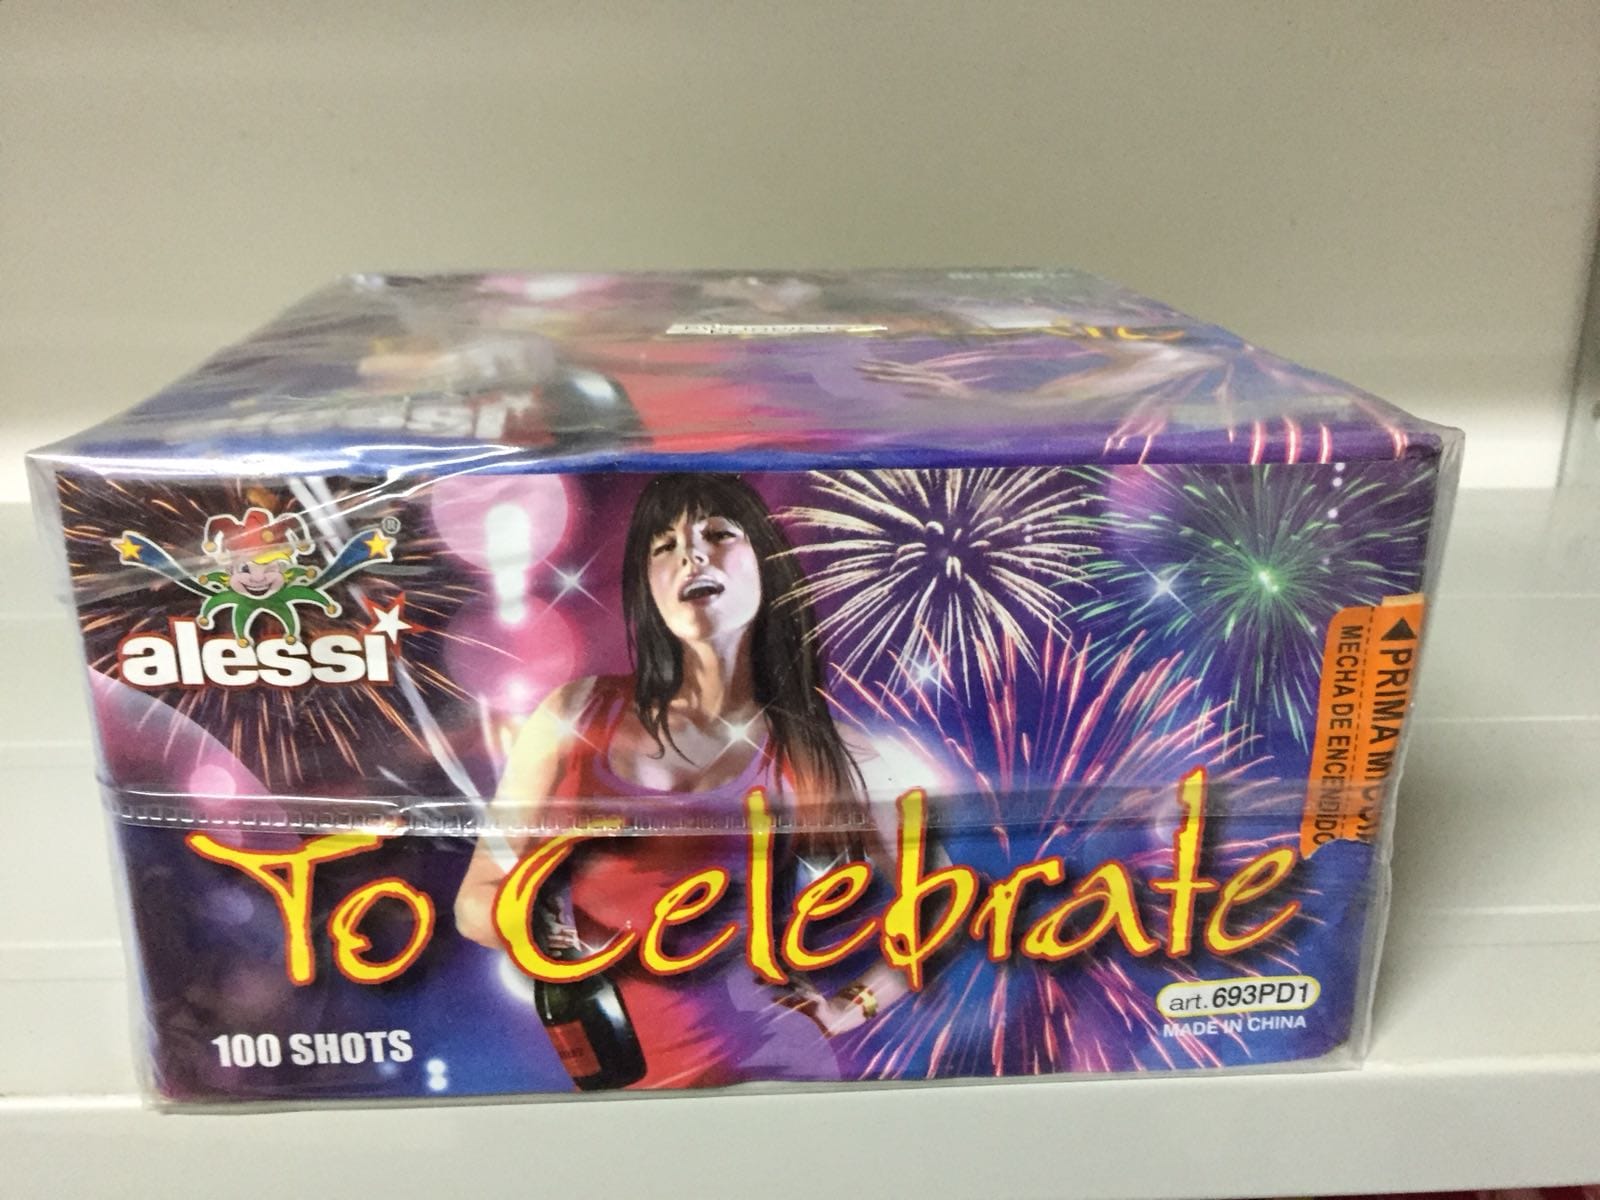 alessi
®
To Celebrate
100 SHOTS
art. 693PD1
MADE IN CHINA
PRIMA
MECHA DE ENCENDIDO